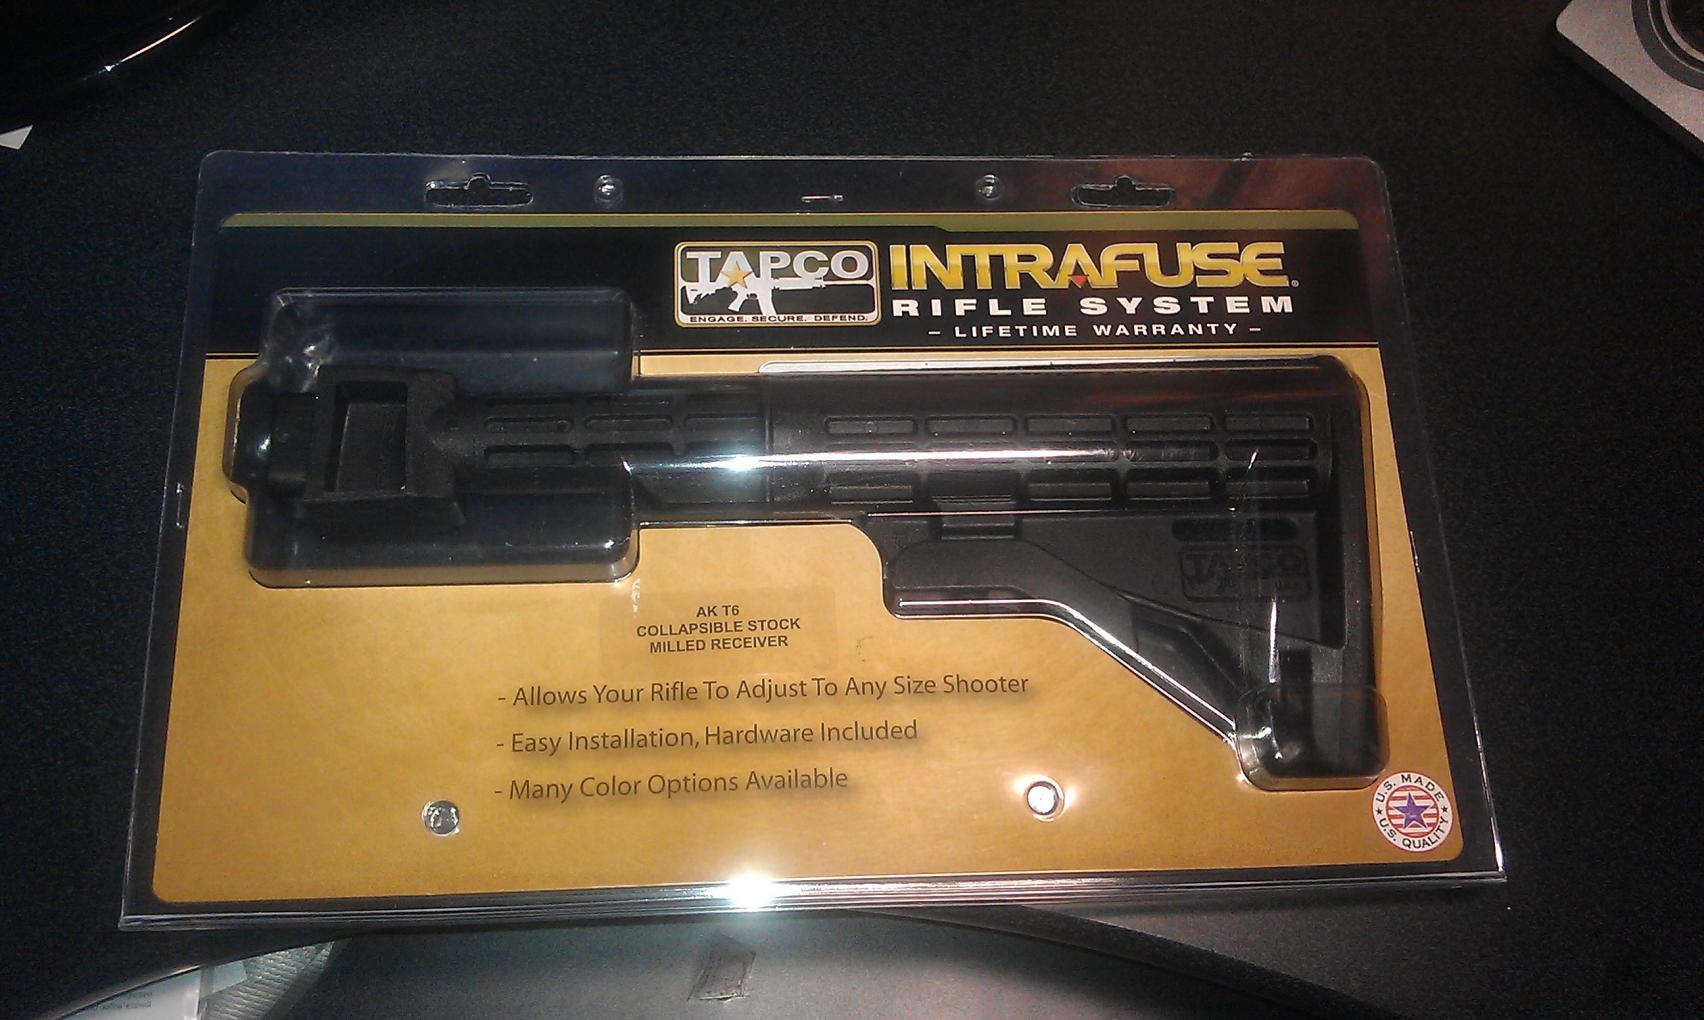 TAPCO
ENGAGE. SECURE. DEFEND.
INTRAFUSE®
RIFLE SYSTEM
- LIFETIME WARRANTY -
TAPCO
AK T6
COLLAPSIBLE STOCK
MILLED RECEIVER
- Allows Your Rifle To Adjust To Any Size Shooter
- Easy Installation, Hardware Included
- Many Color Options Available
U.S. MADE
U.S. QUALITY